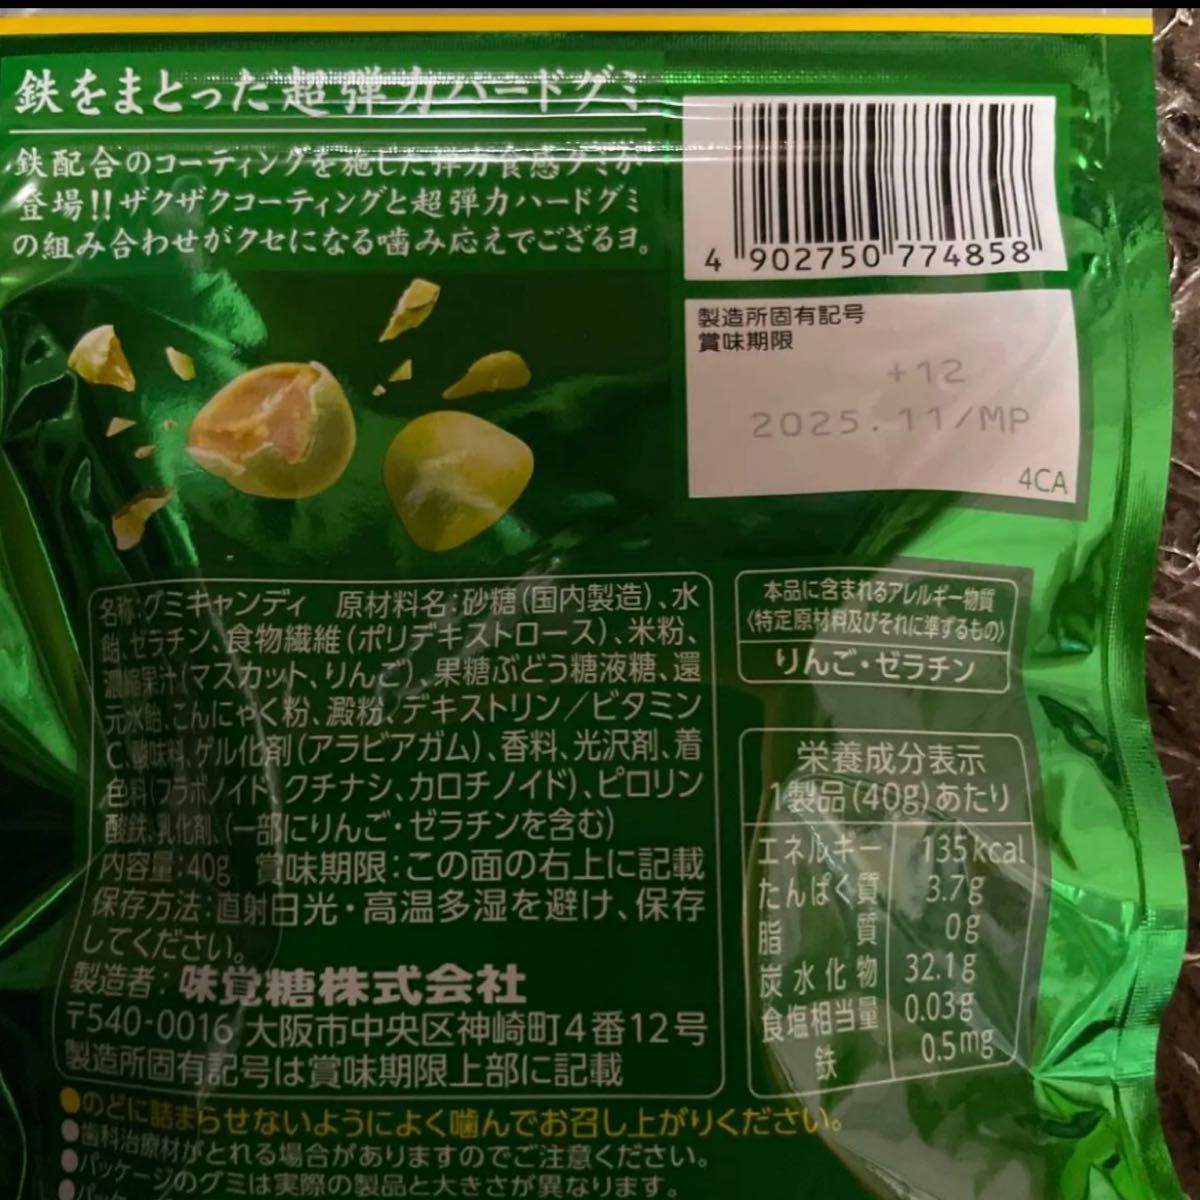 鉄をまとった超弾力ハードグミ
鉄配合のコーティングを施した弾力食感グミが
登場!!ザクザクコーティングと超弾力ハードグミ
の組み合わせがクセになる噛み応えでござるヨ。
4 902750 774858
製造所固有記号
賞味期限
+12
2025.11/MP
4CA
名称:グミキャンディ 原材料名:砂糖(国内製造)、水
飴、ゼラチン、食物繊維(ポリデキストロース)、米粉、
濃縮果汁(マスカット、りんご)、果糖ぶどう糖液糖、還
元水飴、こんにゃく粉、澱粉、デキストリン/ビタミン
C、酸味料、ゲル化剤(アラビアガム)、香料、光沢剤、着
色料(フラボノイド、クチナシ、カロチノイド)、ピロリン
酸鉄、乳化剤、(一部にりんご・ゼラチンを含む)
内容量:40g 賞味期限:この面の右上に記載
保存方法:直射日光・高温多湿を避け、保存
してください。
製造者:味覚糖株式会社
〒540-0016 大阪市中央区神崎町4番12号
製造所固有記号は賞味期限上部に記載
本品に含まれるアレルギー物質
〈特定原材料及びそれに準ずるもの〉
りんご・ゼラチン
栄養成分表示
1製品(40g)あたり
エネルギー 135kcal
たんぱく質 3.7g
脂質 0g
炭水化物 32.1g
食塩相当量 0.03g
鉄 0.5mg
●のどに詰まらせないようによく噛んでお召し上がりください。
●歯科治療材がとれる場合がありますのでご注意ください。
●パッケージのグミは実際の製品と大きさが異なります。